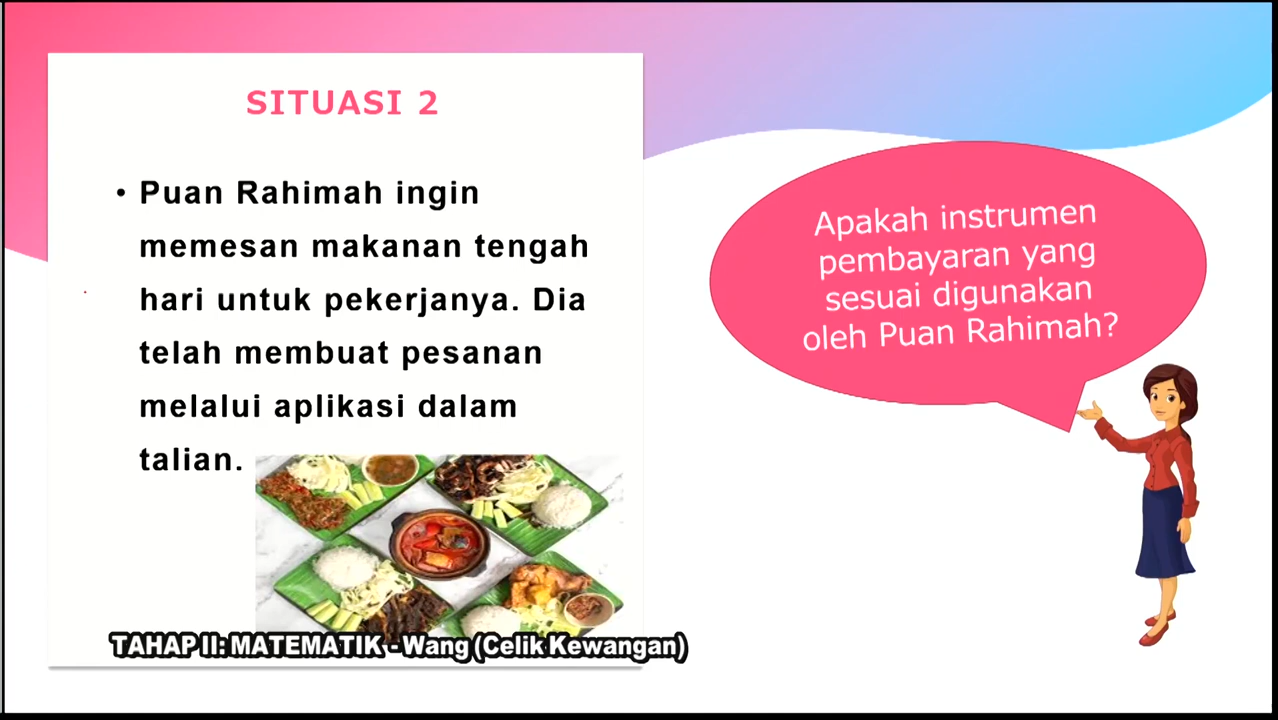 SITUASI 2
• Puan Rahimah ingin
memesan makanan tengah
hari untuk pekerjanya. Dia
telah membuat pesanan
melalui aplikasi dalam
talian.
Apakah instrumen
pembayaran yang
sesuai digunakan
oleh Puan Rahimah?
TAHAP II: MATEMATIK - Wang (Celik Kewangan)